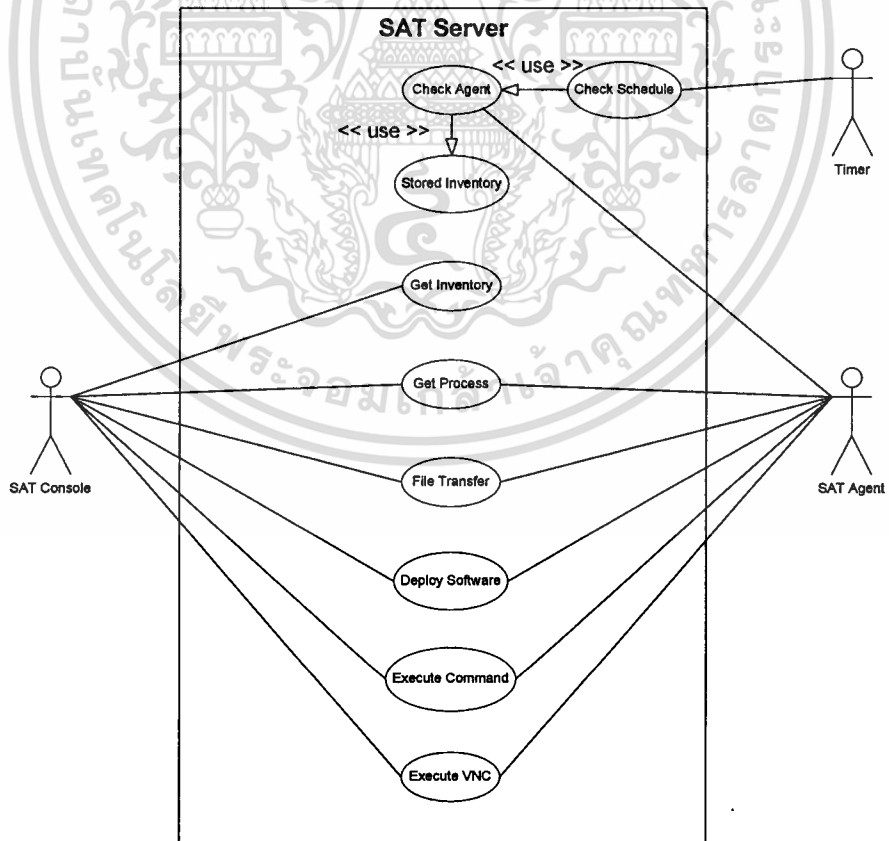 SAT Server
<< use >>
Check Agent
Check Schedule
<< use >>
Timer
Stored Inventory
Get Inventory
Get Process
SAT Console
SAT Agent
File Transfer
Deploy Software
Execute Command
Execute VNC